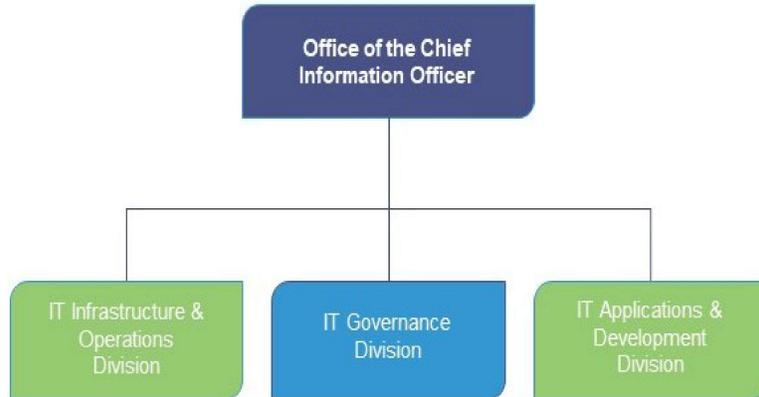 Office of the Chief
Information Officer
IT Infrastructure &
Operations
Division
IT Governance
Division
IT Applications &
Development
Division